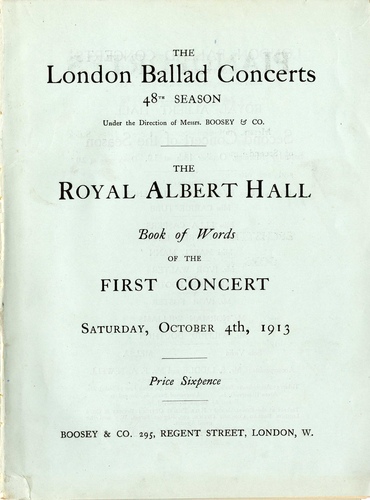 THE
London Ballad Concerts
48TH SEASON
Under the Direction of Messrs. BOOSEY & CO.
THE
ROYAL ALBERT HALL
Book of Words
OF THE
FIRST CONCERT
SATURDAY, OCTOBER 4th, 1913
Price Sixpence
BOOSEY & CO. 295, REGENT STREET, LONDON, W.